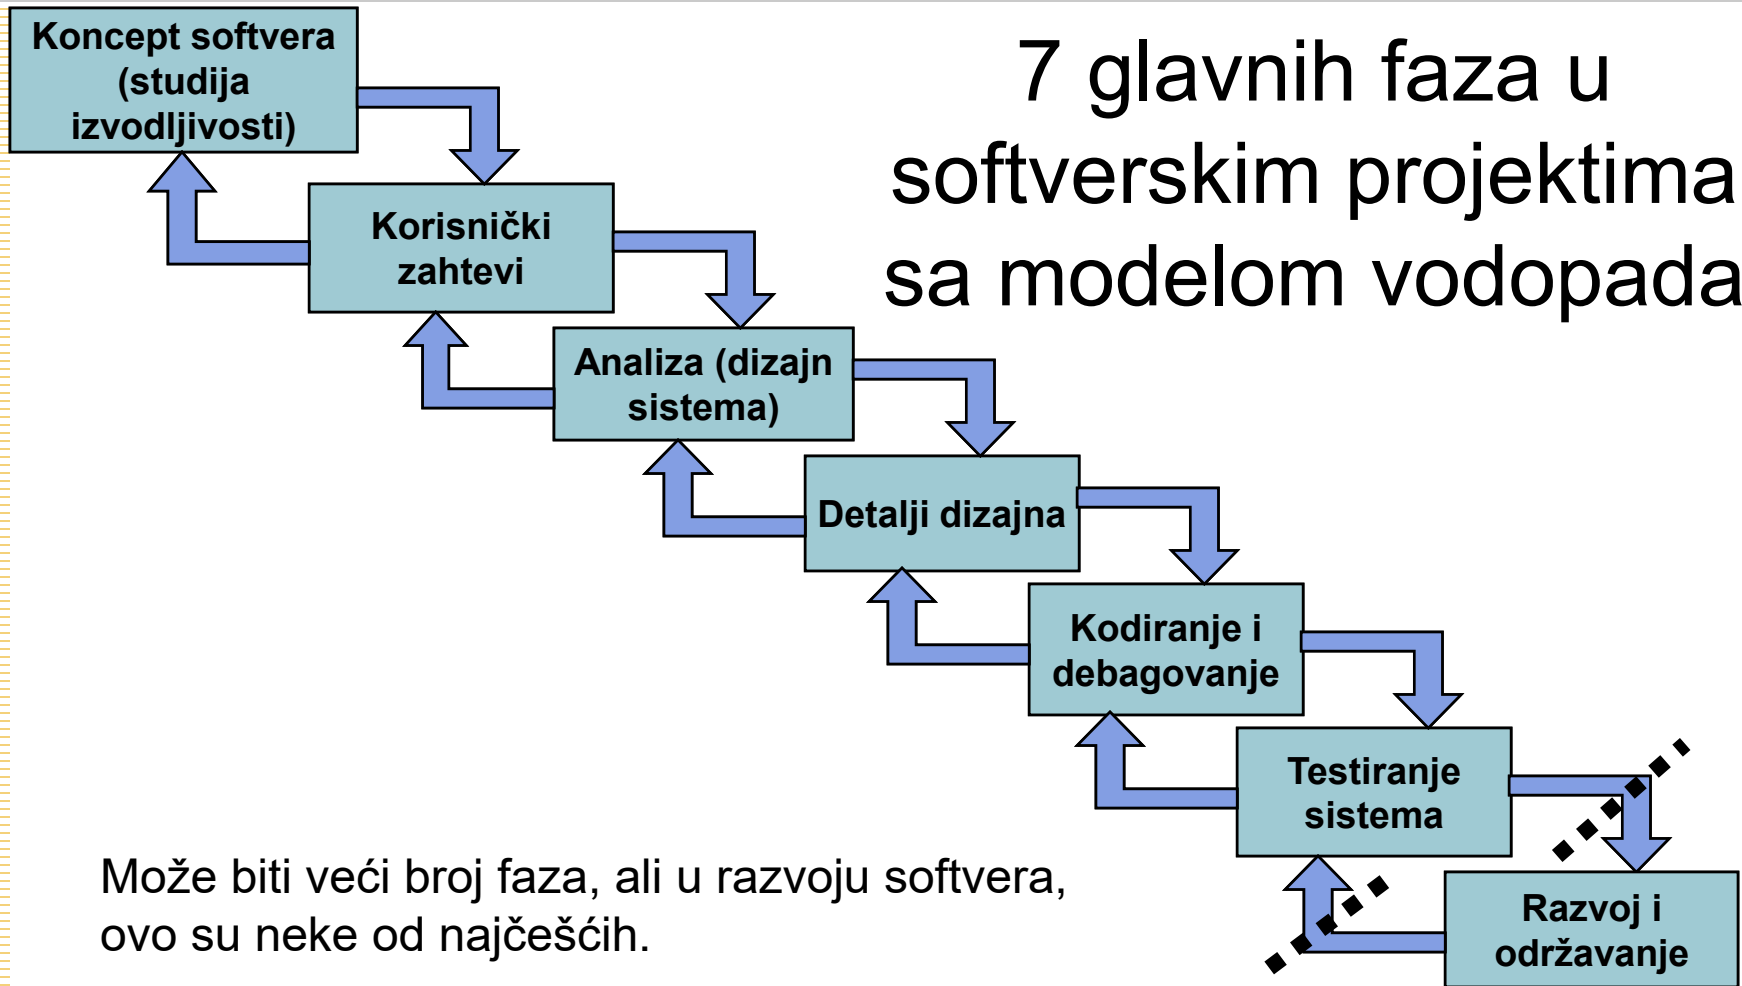 Koncept softvera
(studija
izvodljivosti)
7 glavnih faza u
softverskim projektima
sa modelom vodopada
Korisnički
zahtevi
Analiza (dizajn
sistema)
Detalji dizajna
Kodiranje i
debagovanje
Testiranje
sistema
Razvoj i
održavanje
Može biti veći broj faza, ali u razvoju softvera,
ovo su neke od najčešćih.